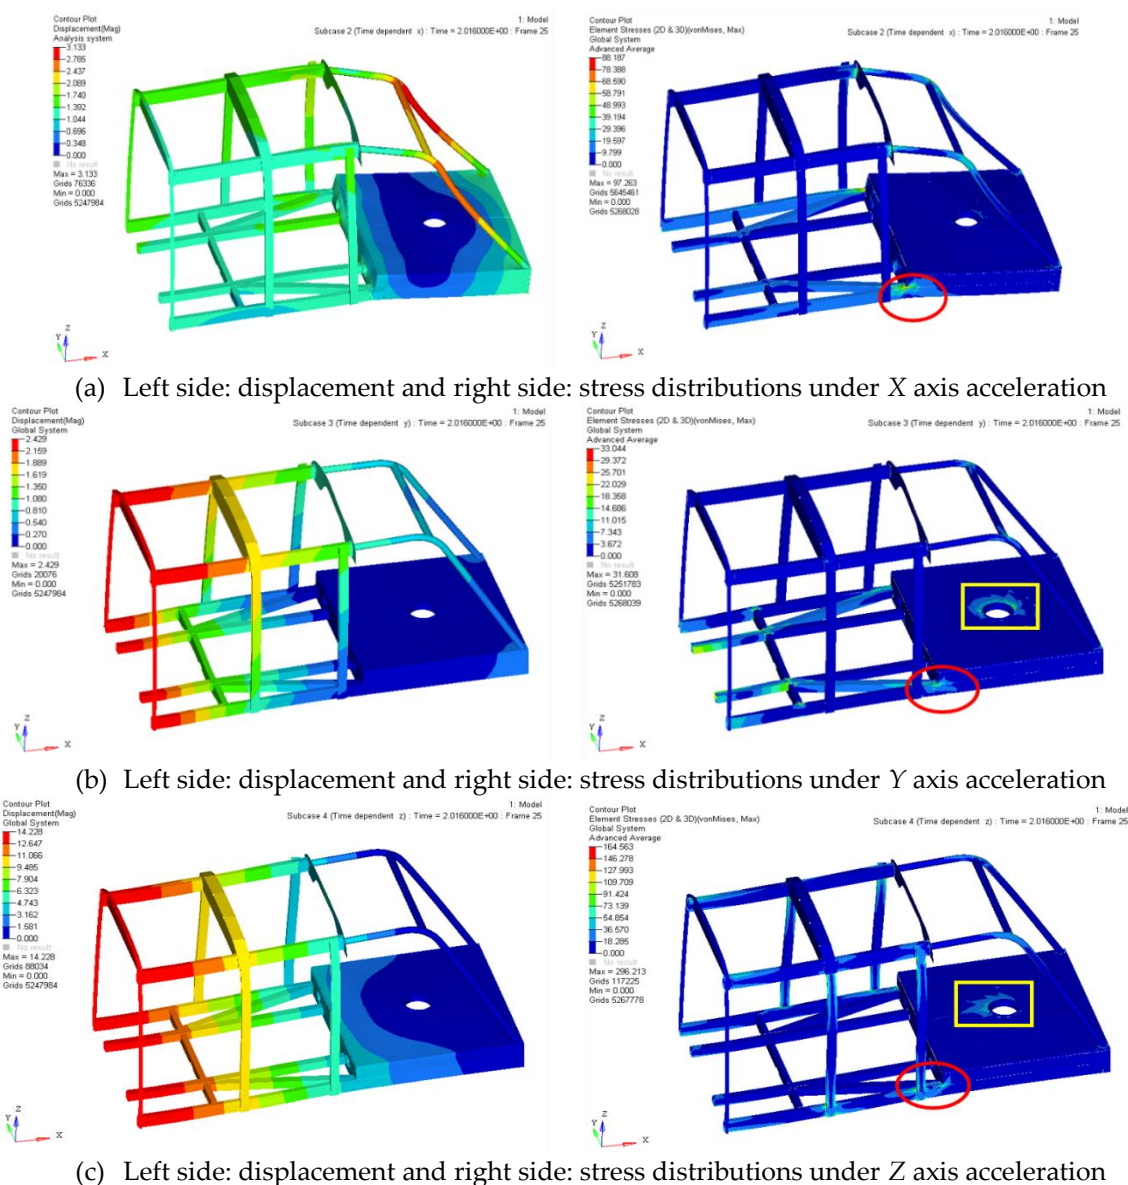 Contour Plot
Displacement(Mag)
Analysis system
3.133
2.785
2.437
2.089
1.740
1.392
1.044
0.696
0.348
0.000
No result
Max = 3.133
Grids 76336
Min = 0.000
Grids 5247984
1: Model
Subcase 2 (Time dependent x) : Time = 2.016000E+00 : Frame 25
Z
Y
X
Contour Plot
Element Stresses (2D & 3D)(vonMises, Max)
Global System
Advanced Average
88.187
78.388
68.590
58.791
48.993
39.194
29.396
19.597
9.799
0.000
No result
Max = 97.263
Grids 5645461
Min = 0.000
Grids 5268028
1: Model
Subcase 2 (Time dependent x) : Time = 2.016000E+00 : Frame 25
Z
Y
X
(a) Left side: displacement and right side: stress distributions under X axis acceleration
Contour Plot
Displacement(Mag)
Global System
2.429
2.159
1.889
1.619
1.350
1.080
0.810
0.540
0.270
0.000
No result
Max = 2.429
Grids 20076
Min = 0.000
Grids 5247984
1: Model
Subcase 3 (Time dependent y) : Time = 2.016000E+00 : Frame 25
Z
Y
X
Contour Plot
Element Stresses (2D & 3D)(vonMises, Max)
Global System
Advanced Average
33.044
29.372
25.701
22.029
18.358
14.686
11.015
7.343
3.672
0.000
No result
Max = 31.608
Grids 5251783
Min = 0.000
Grids 5268039
1: Model
Subcase 3 (Time dependent y) : Time = 2.016000E+00 : Frame 25
Z
Y
X
(b) Left side: displacement and right side: stress distributions under Y axis acceleration
Contour Plot
Displacement(Mag)
Global System
14.228
12.647
11.066
9.485
7.904
6.323
4.743
3.162
1.581
0.000
No result
Max = 14.228
Grids 88034
Min = 0.000
Grids 5247984
1: Model
Subcase 4 (Time dependent z) : Time = 2.016000E+00 : Frame 25
Z
Y
X
Contour Plot
Element Stresses (2D & 3D)(vonMises, Max)
Global System
Advanced Average
164.563
146.278
127.993
109.709
91.424
73.139
54.854
36.570
18.285
0.000
No result
Max = 296.213
Grids 117225
Min = 0.000
Grids 5267778
1: Model
Subcase 4 (Time dependent z) : Time = 2.016000E+00 : Frame 25
Z
Y
X
(c) Left side: displacement and right side: stress distributions under Z axis acceleration